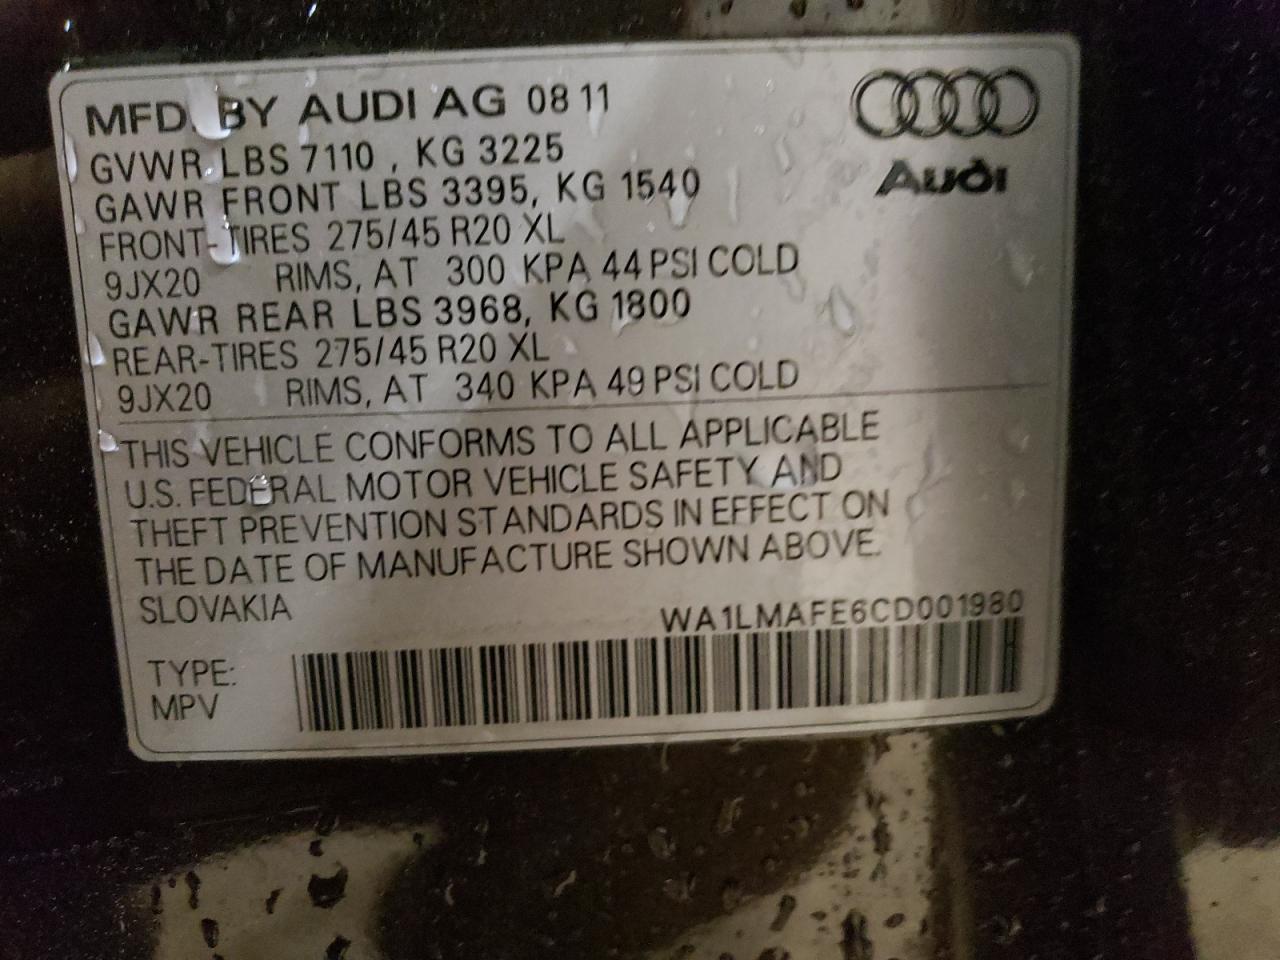 MFD. BY AUDI AG 08 11
GVWR LBS 7110 , KG 3225
GAWR FRONT LBS 3395, KG 1540
FRONT-TIRES 275/45 R20 XL
9JX20 RIMS, AT 300 KPA 44 PSI COLD
GAWR REAR LBS 3968, KG 1800
REAR-TIRES 275/45 R20 XL
9JX20 RIMS, AT 340 KPA 49 PSI COLD
Audi
THIS VEHICLE CONFORMS TO ALL APPLICABLE
U.S. FEDERAL MOTOR VEHICLE SAFETY AND
THEFT PREVENTION STANDARDS IN EFFECT ON
THE DATE OF MANUFACTURE SHOWN ABOVE.
SLOVAKIA
WA1LMAFE6CD001980
TYPE:
MPV